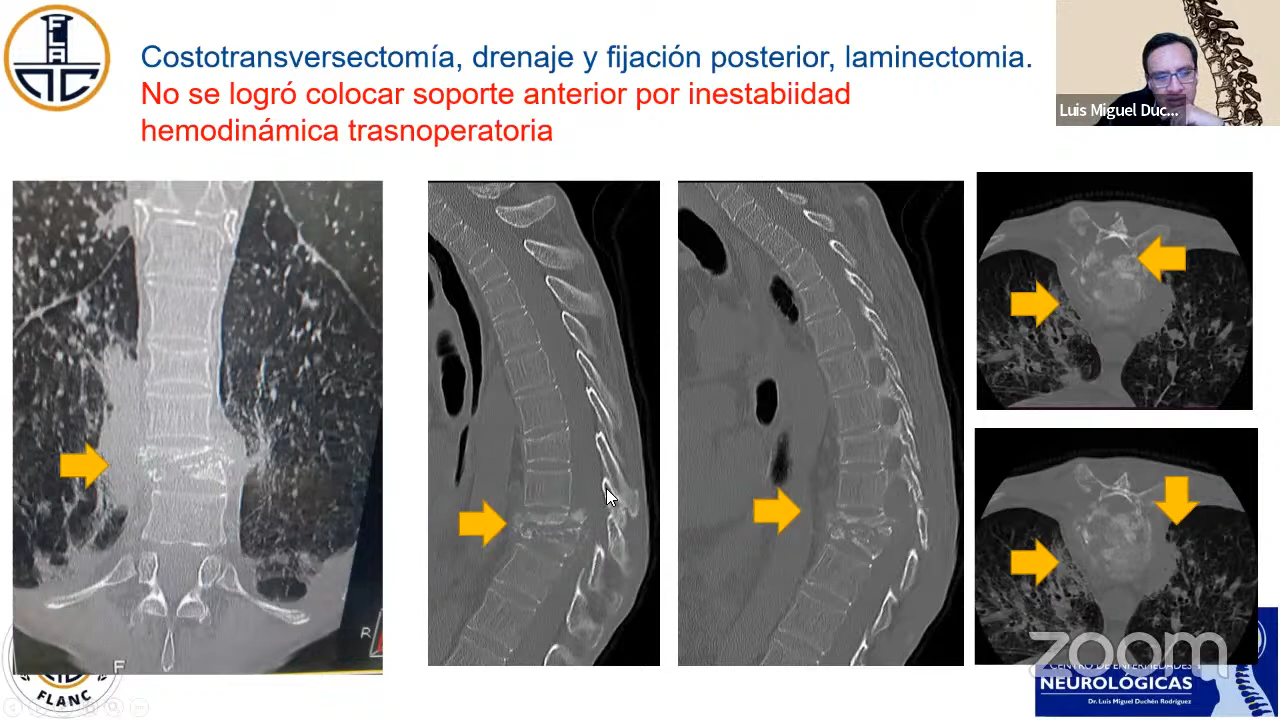 Costotransversectomía, drenaje y fijación posterior, laminectomia.
No se logró colocar soporte anterior por inestabiidad
hemodinámica trasnoperatoria
Luis Miguel Duc...
R
F
FLANC
zoom
CENTRO DE ENFERMEDADES
NEUROLÓGICAS
Dr. Luis Miguel Duchén Rodríguez